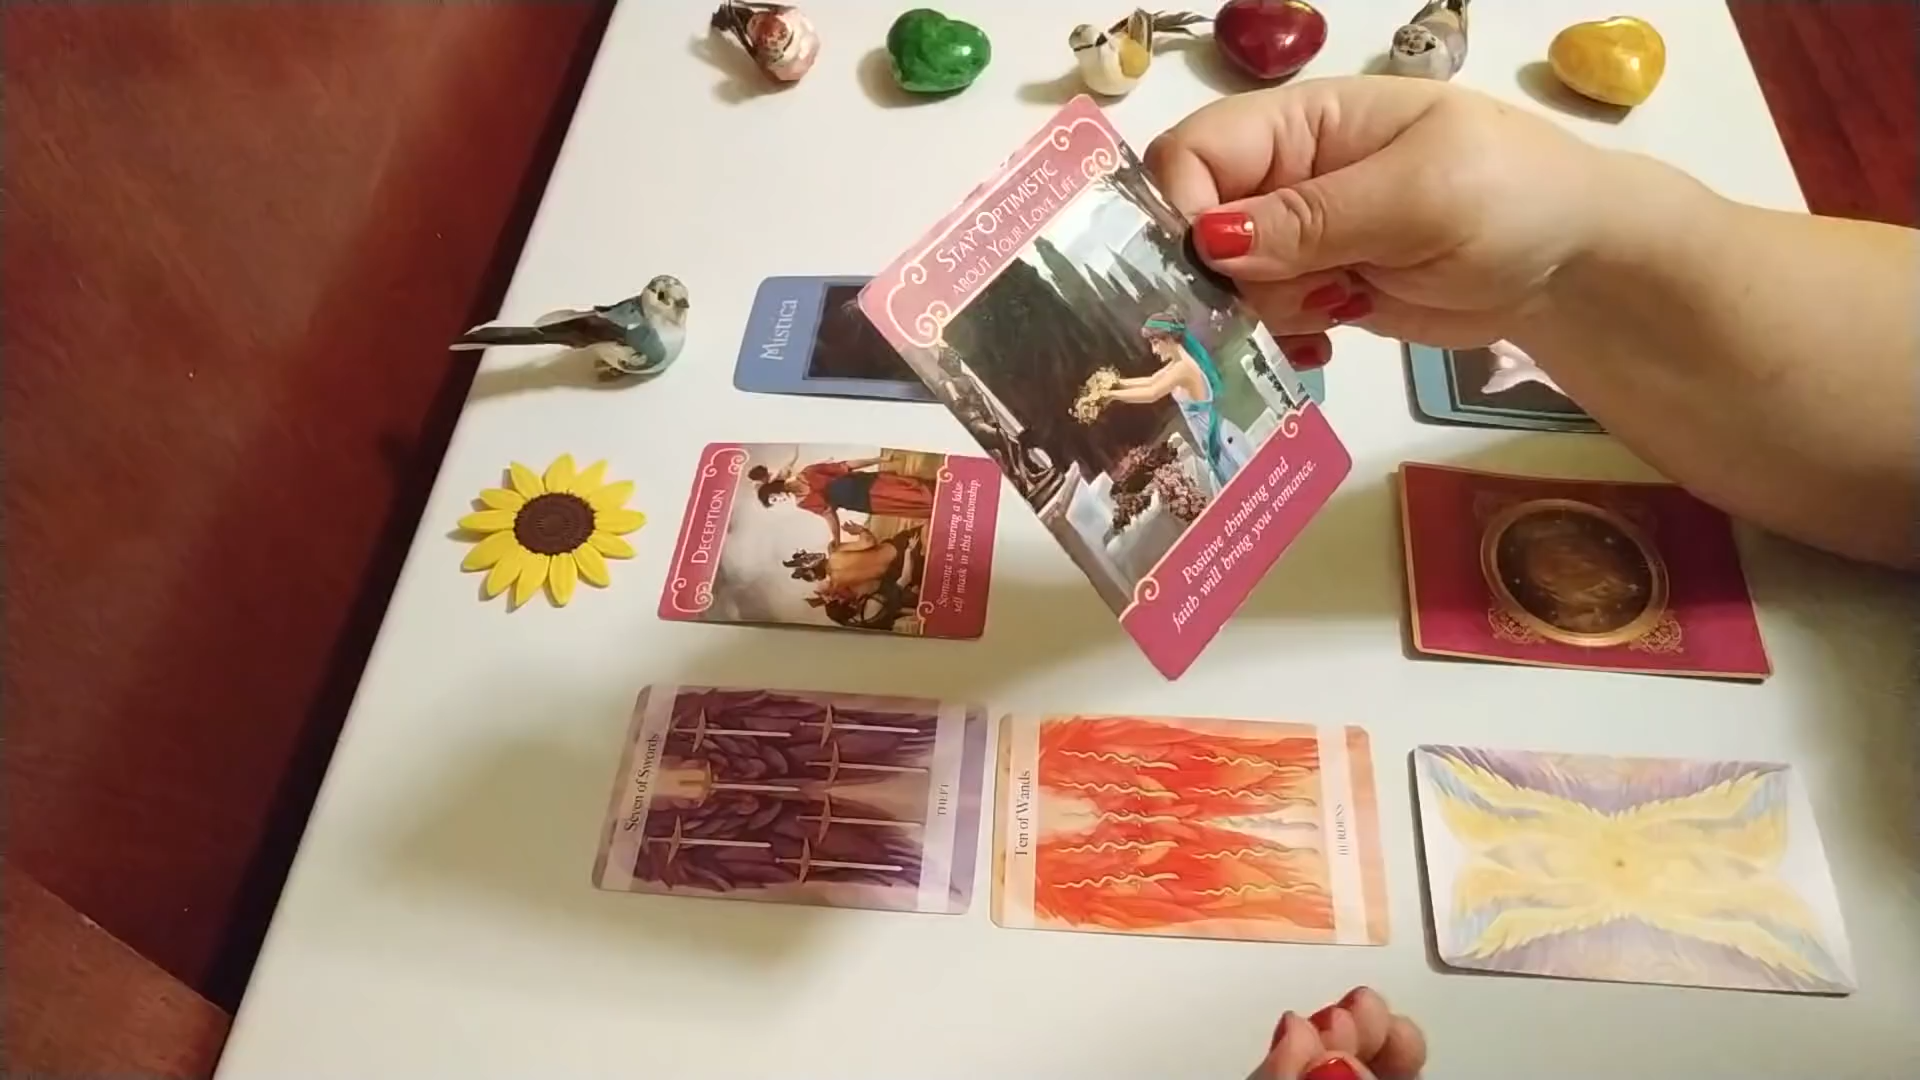 Mística
STAY OPTIMISTIC
ABOUT YOUR LOVE LIFE
Positive thinking and
faith will bring you romance.
DECEPTION
Someone is wearing a false
self mask in this relationship.
Seven of Swords
THEFT
Ten of Wands
BURDENS